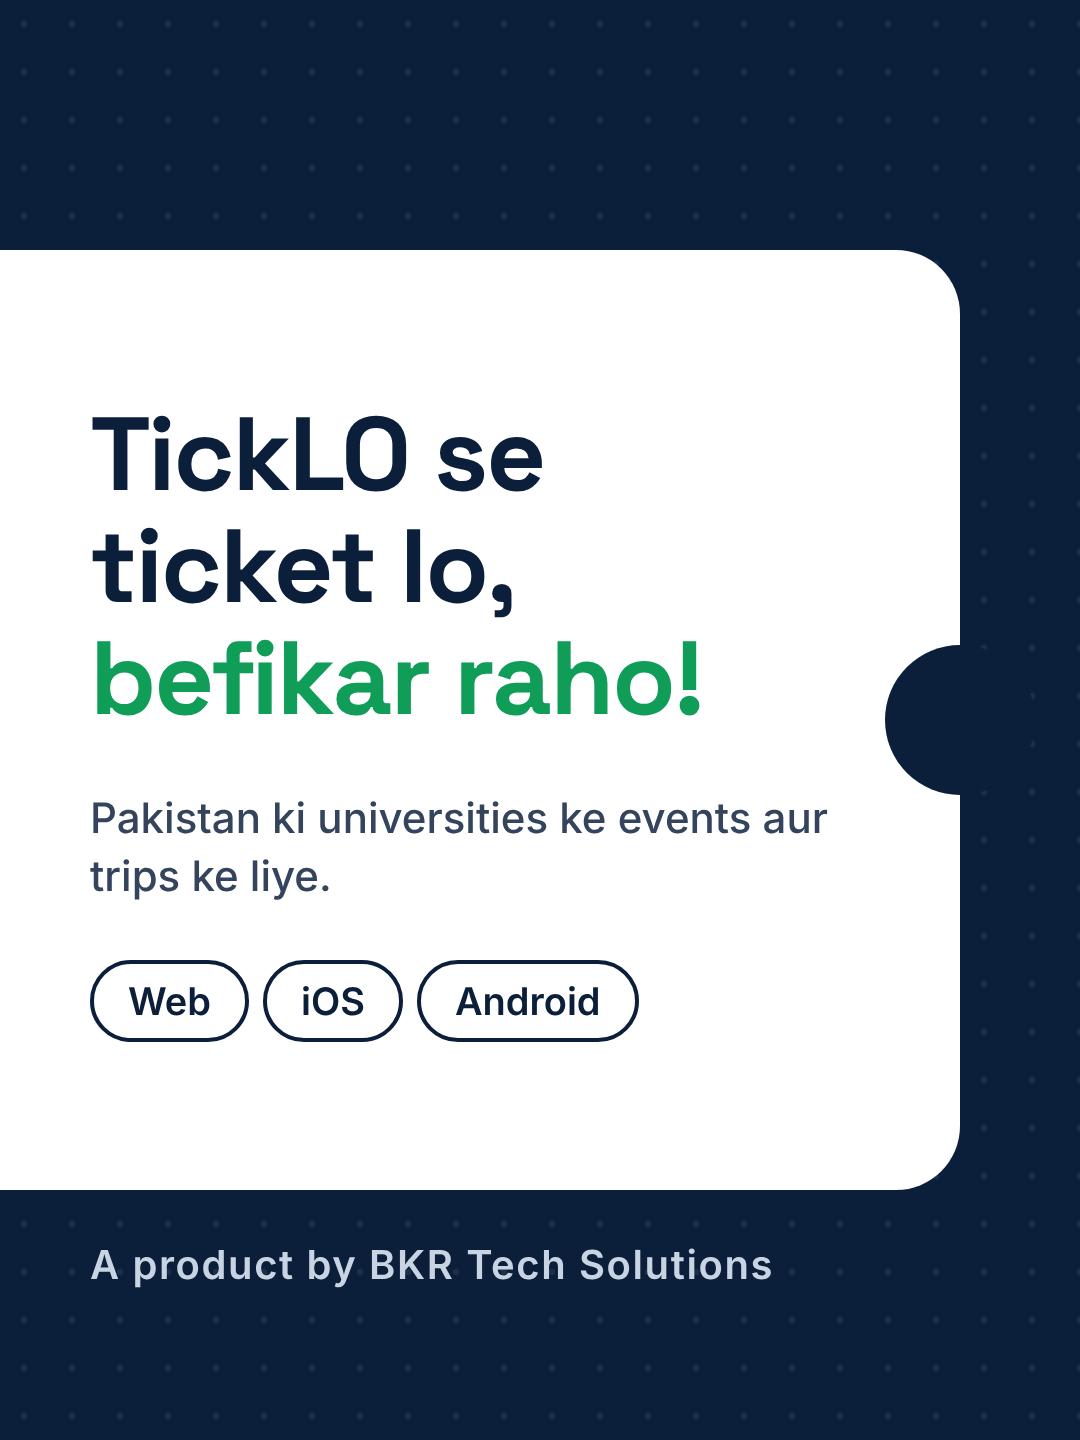 TickLO se
ticket lo,
befikar raho!
Pakistan ki universities ke events aur
trips ke liye.
Web
iOS
Android
A product by BKR Tech Solutions